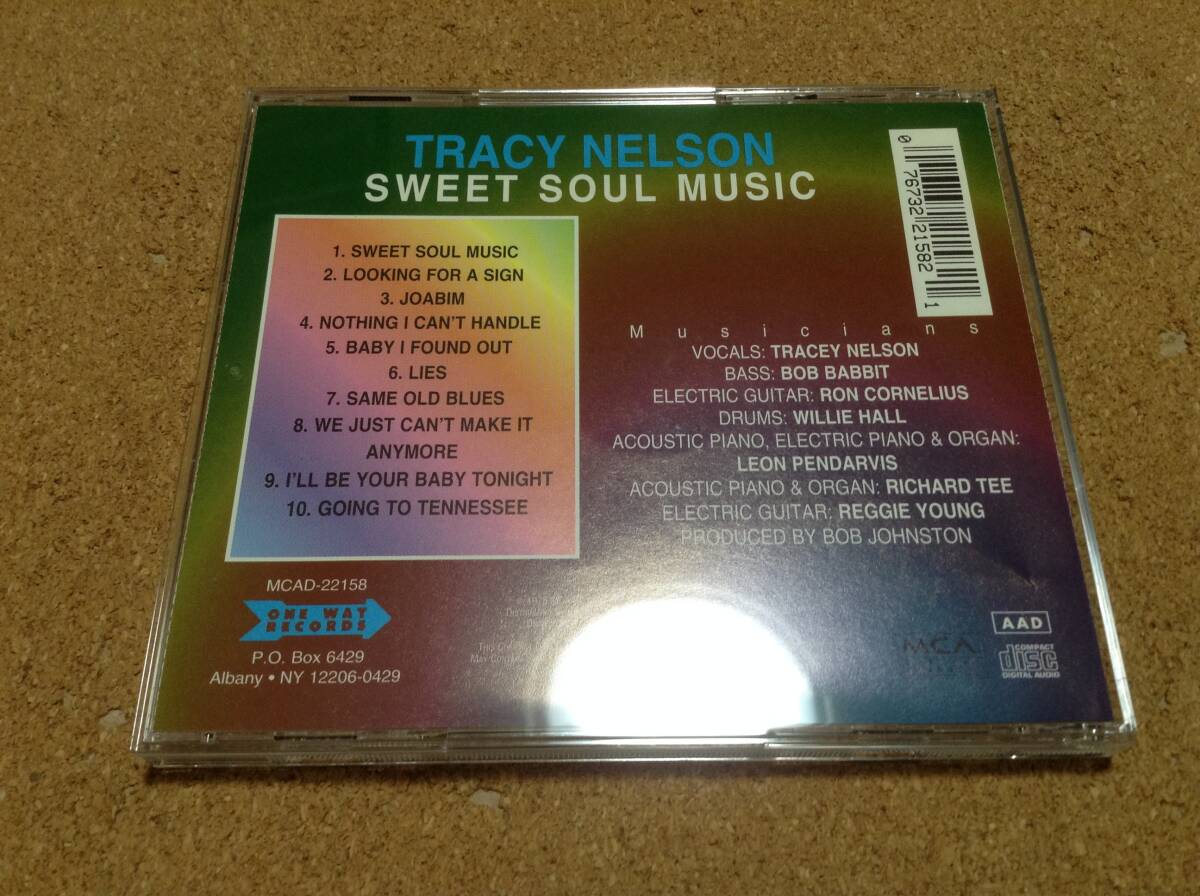 TRACY NELSON
SWEET SOUL MUSIC
1. SWEET SOUL MUSIC
2. LOOKING FOR A SIGN
3. JOABIM
4. NOTHING I CAN'T HANDLE
5. BABY I FOUND OUT
6. LIES
7. SAME OLD BLUES
8. WE JUST CAN'T MAKE IT
ANYMORE
9. I'LL BE YOUR BABY TONIGHT
10. GOING TO TENNESSEE
0 76732 21582 1
Musicians
VOCALS: TRACEY NELSON
BASS: BOB BABBIT
ELECTRIC GUITAR: RON CORNELIUS
DRUMS: WILLIE HALL
ACOUSTIC PIANO, ELECTRIC PIANO & ORGAN:
LEON PENDARVIS
ACOUSTIC PIANO & ORGAN: RICHARD TEE
ELECTRIC GUITAR: REGGIE YOUNG
PRODUCED BY BOB JOHNSTON
MCAD-22158
ONE WAY
RECORDS
P.O. Box 6429
Albany • NY 12206-0429
MCA
AAD
COMPACT
disc
DIGITAL AUDIO